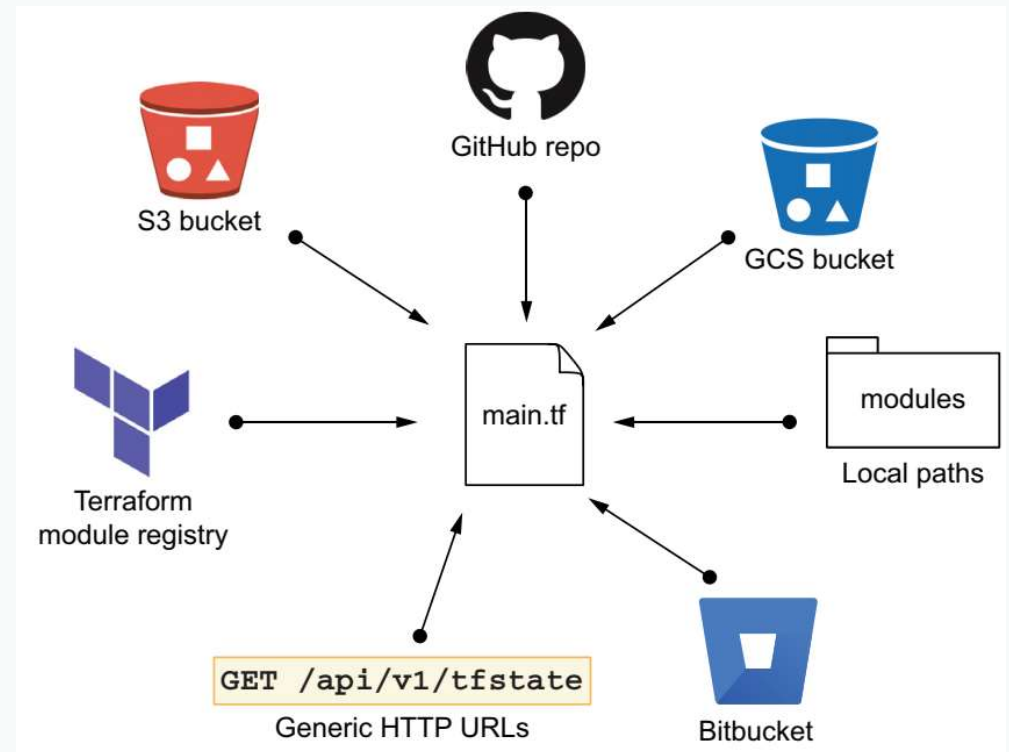 GitHub repo
S3 bucket
GCS bucket
main.tf
modules
Local paths
Terraform
module registry
GET /api/v1/tfstate
Generic HTTP URLs
Bitbucket